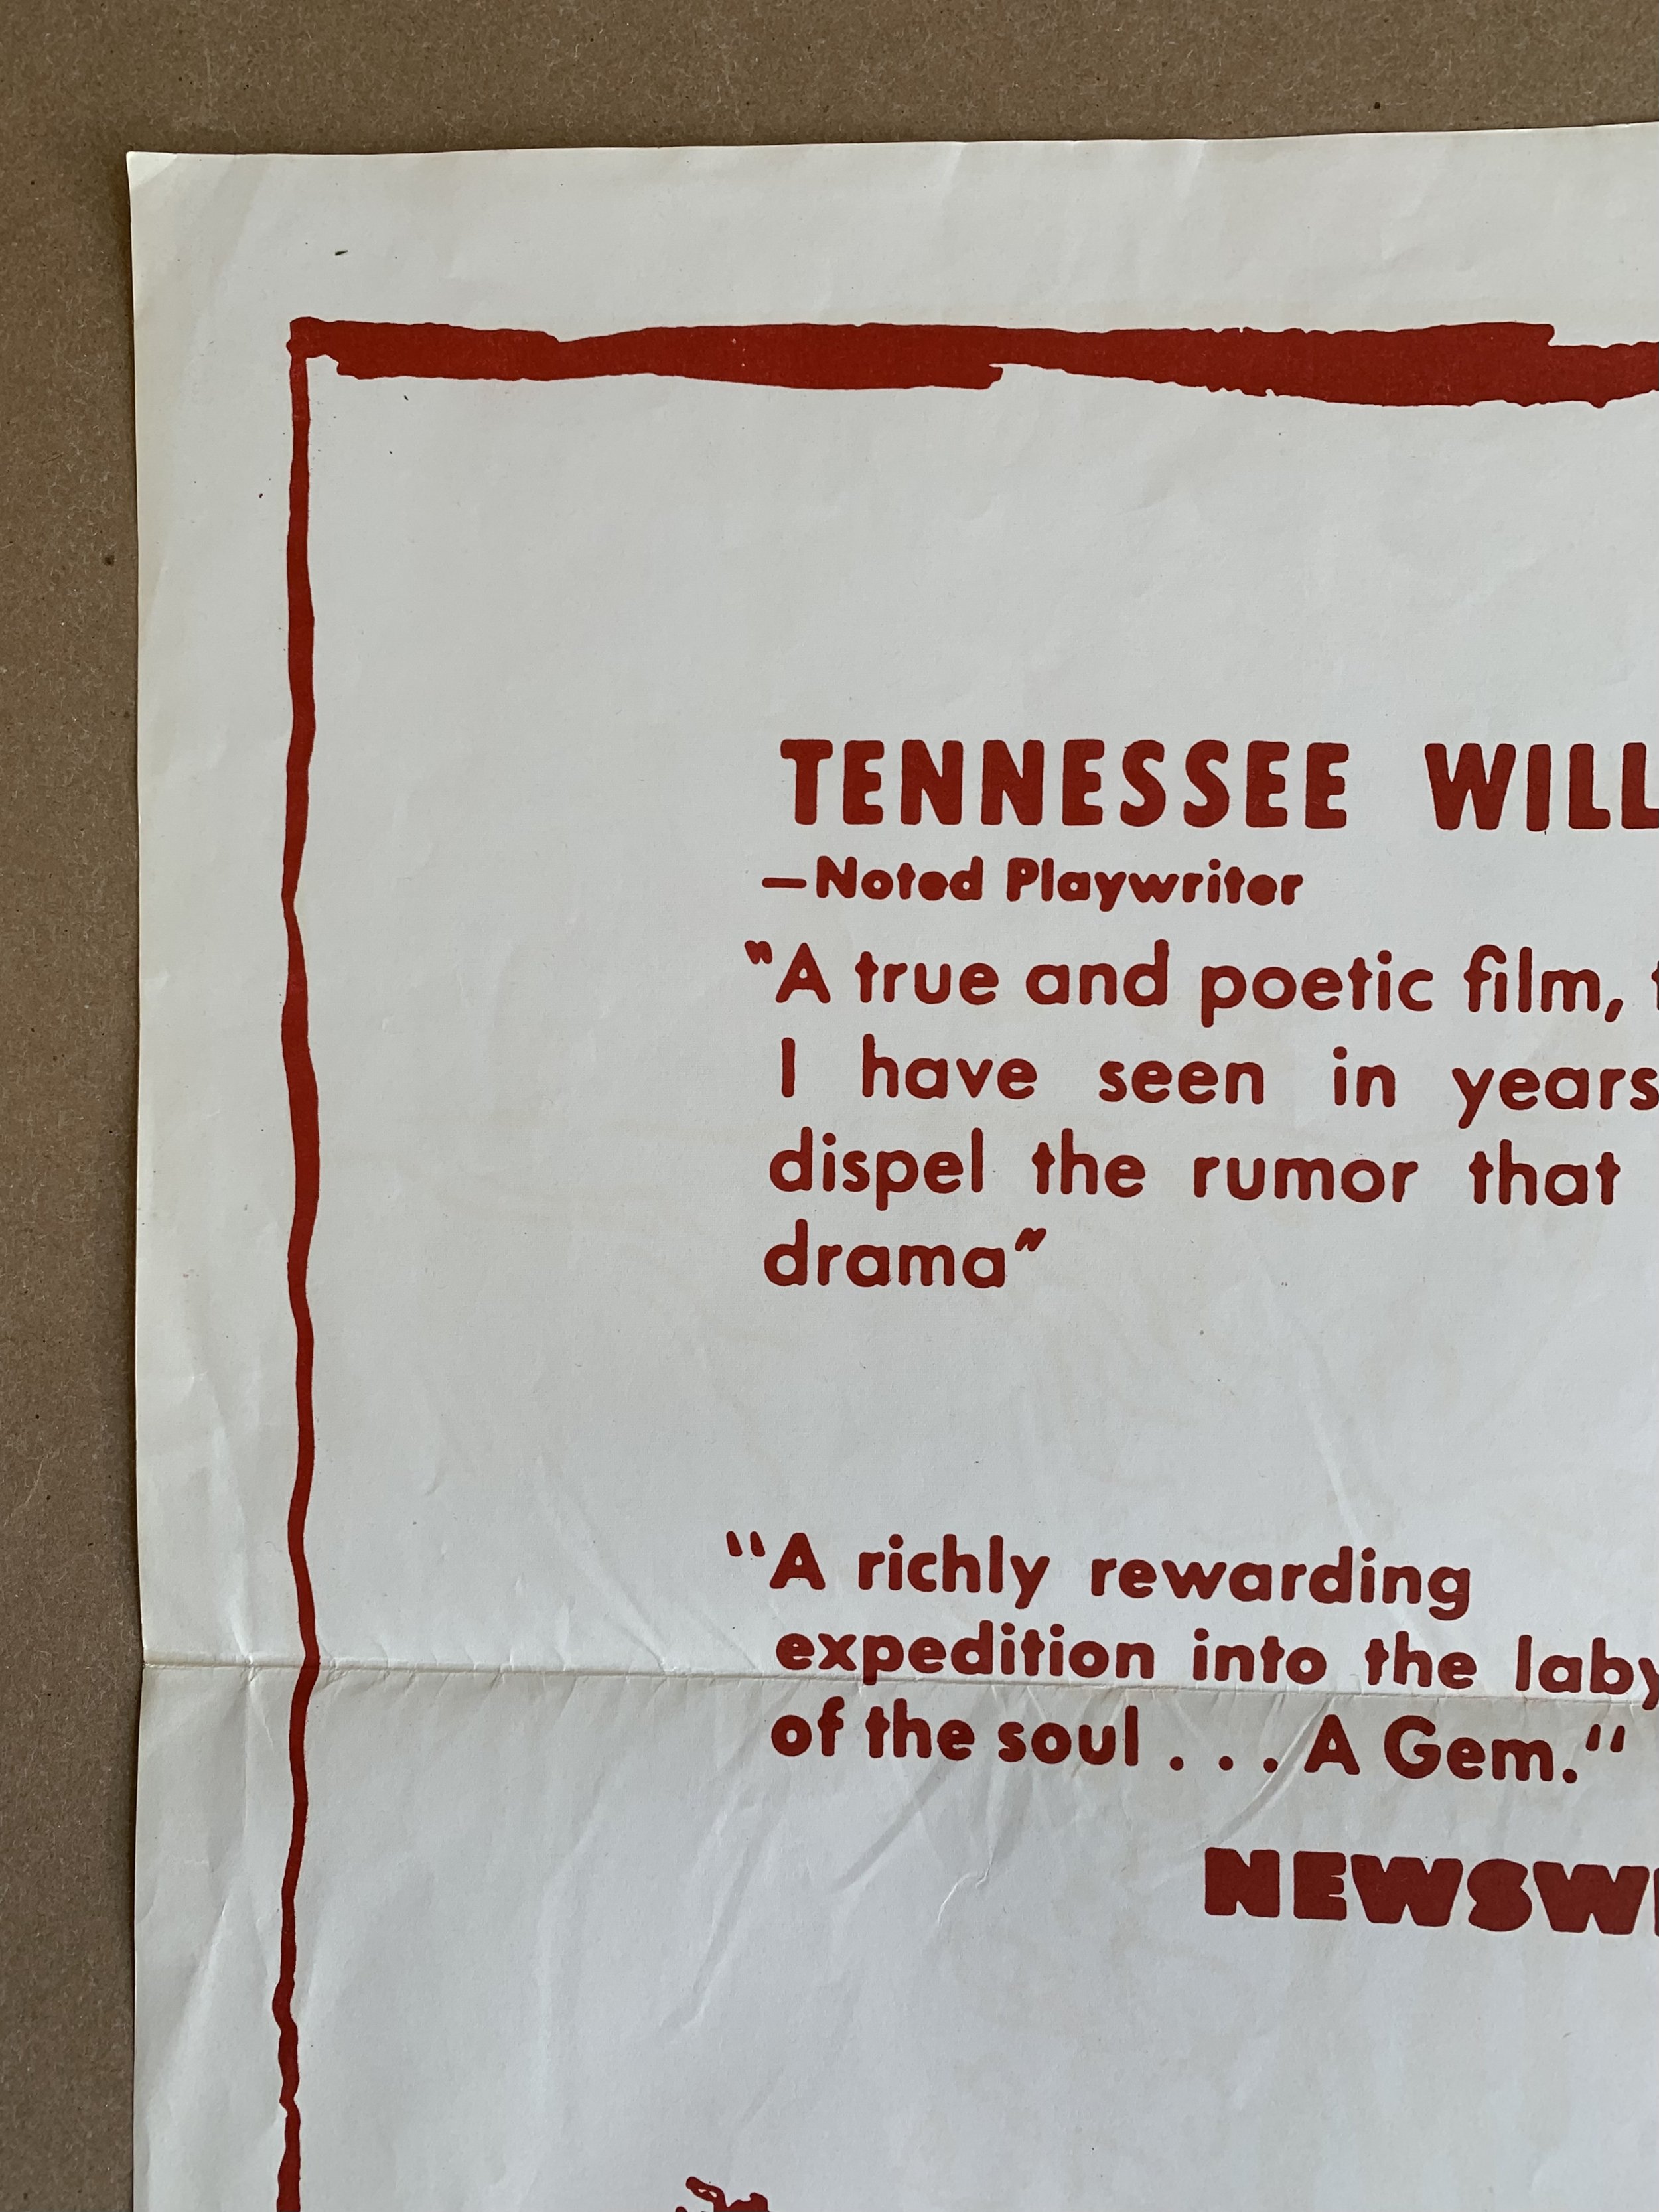 TENNESSEE WILL
—Noted Playwriter
"A true and poetic film, t
I have seen in years
dispel the rumor that
drama"
"A richly rewarding
expedition into the laby
of the soul . . . A Gem."
NEWSW